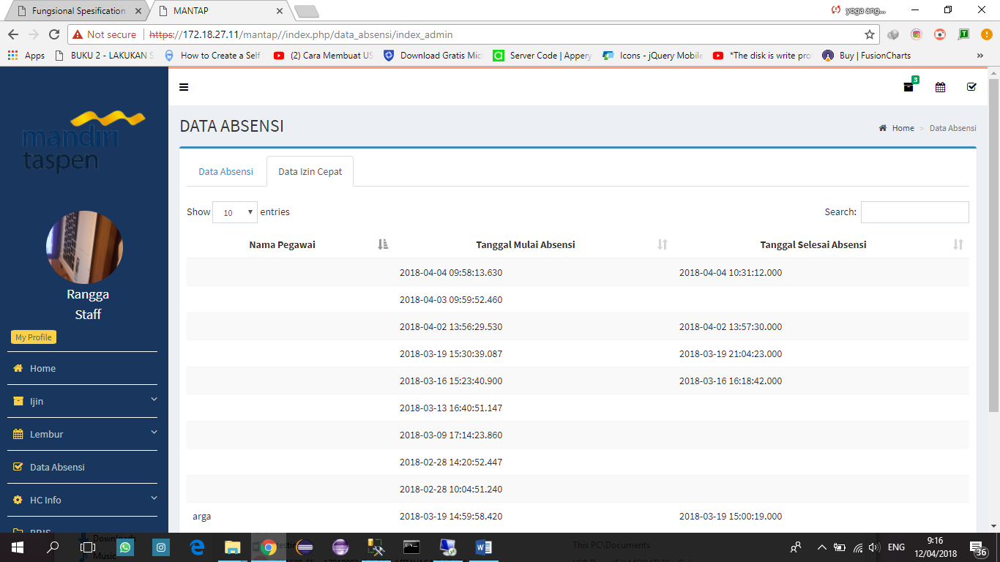 Fungsional Spesification
MANTAP
yoga ang...
Not secure
https://172.18.27.11/mantap//index.php/data_absensi/index_admin
Apps
BUKU 2 - LAKUKAN S
How to Create a Self
(2) Cara Membuat US
Download Gratis Mic
Server Code | Appery
Icons - jQuery Mobile
*The disk is write pro
Buy | FusionCharts
»
mandiri
taspen
Rangga
Staff
My Profile
Home
Ijin
Lembur
Data Absensi
HC Info
3
DATA ABSENSI
Home > Data Absensi
Data Absensi
Data Izin Cepat
Show 10 entries
Search:
Nama Pegawai Tanggal Mulai Absensi Tanggal Selesai Absensi
2018-04-04 09:58:13.630 2018-04-04 10:31:12.000
2018-04-03 09:59:52.460
2018-04-02 13:56:29.530 2018-04-02 13:57:30.000
2018-03-19 15:30:39.087 2018-03-19 21:04:23.000
2018-03-16 15:23:40.900 2018-03-16 16:18:42.000
2018-03-13 16:40:51.147
2018-03-09 17:14:23.860
2018-02-28 14:20:52.447
2018-02-28 10:04:51.240
arga 2018-03-19 14:59:58.420 2018-03-19 15:00:19.000
Downloads
Music
This PC\Documents
ENG
9:16
12/04/2018
36